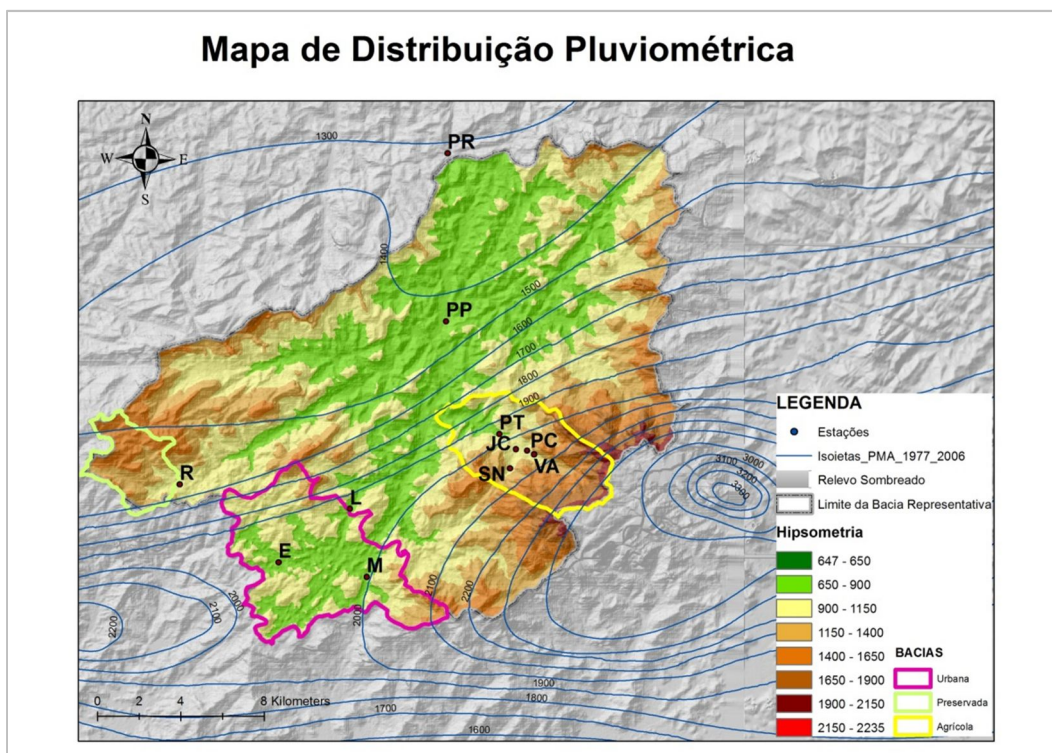 Mapa de Distribuição Pluviométrica
N
W
E
S
1300
PR
1400
1500
PP
1600
1700
1800
1900
PT
JC
PC
VA
SN
R
L
E
M
2000
2100
2200
2000
2100
2200
3100
3000
3200
3300
1900
1800
1700
1600
0 2 4 8 Kilometers
LEGENDA
Estações
Isoietas_PMA_1977_2006
Relevo Sombreado
Limite da Bacia Representativa
Hipsometria
647 - 650
650 - 900
900 - 1150
1150 - 1400
1400 - 1650
1650 - 1900
1900 - 2150
2150 - 2235
BACIAS
Urbana
Preservada
Agrícola